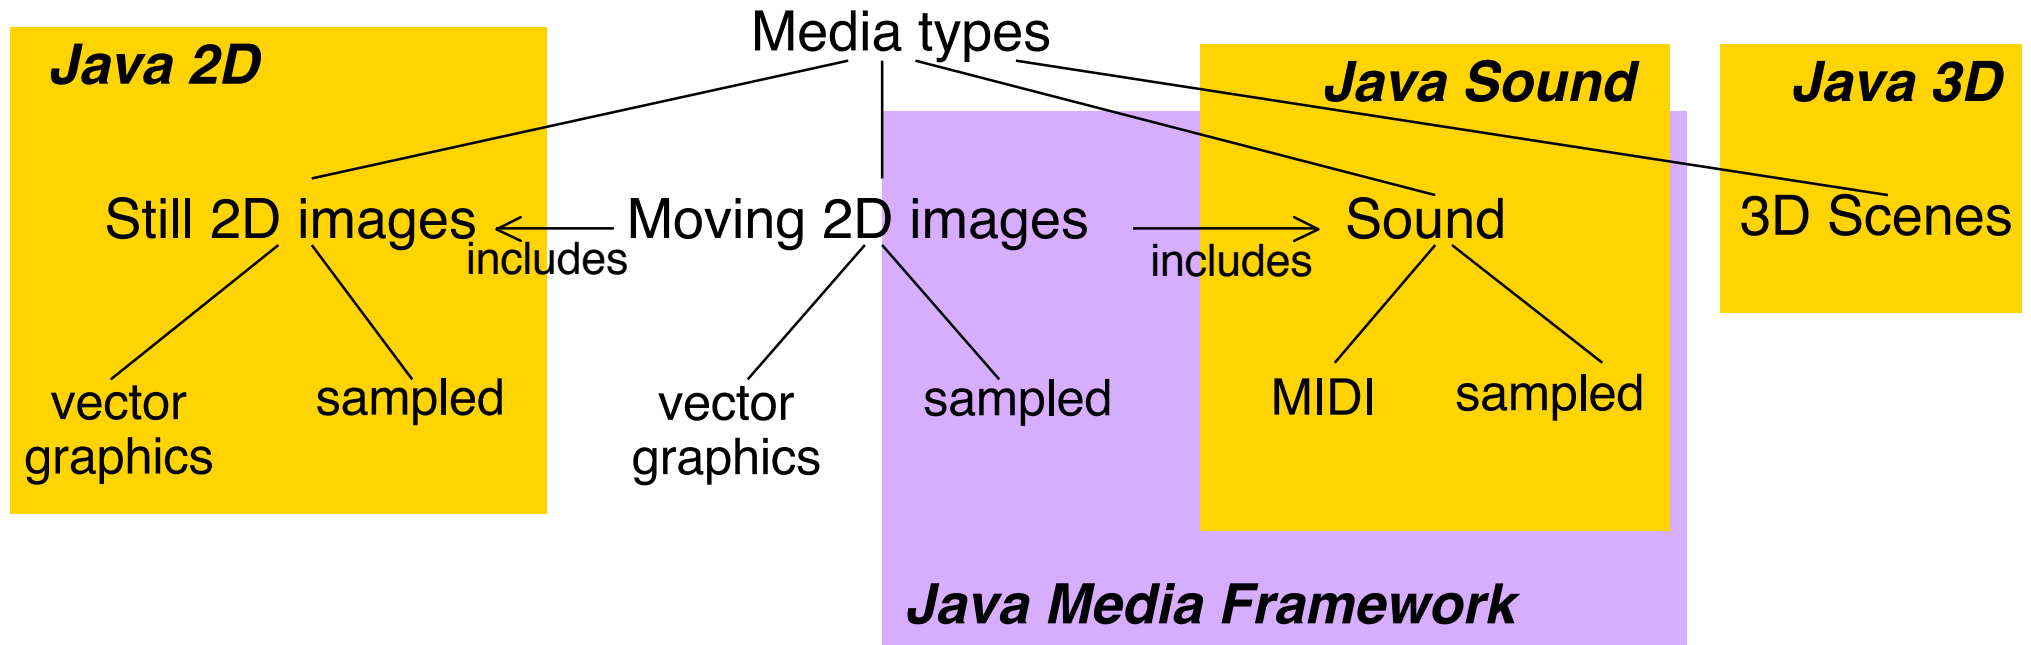 Media types
Java 2D
Java Sound
Java 3D
Still 2D images
Moving 2D images
Sound
3D Scenes
includes
includes
vector
graphics
sampled
vector
graphics
sampled
MIDI
sampled
Java Media Framework